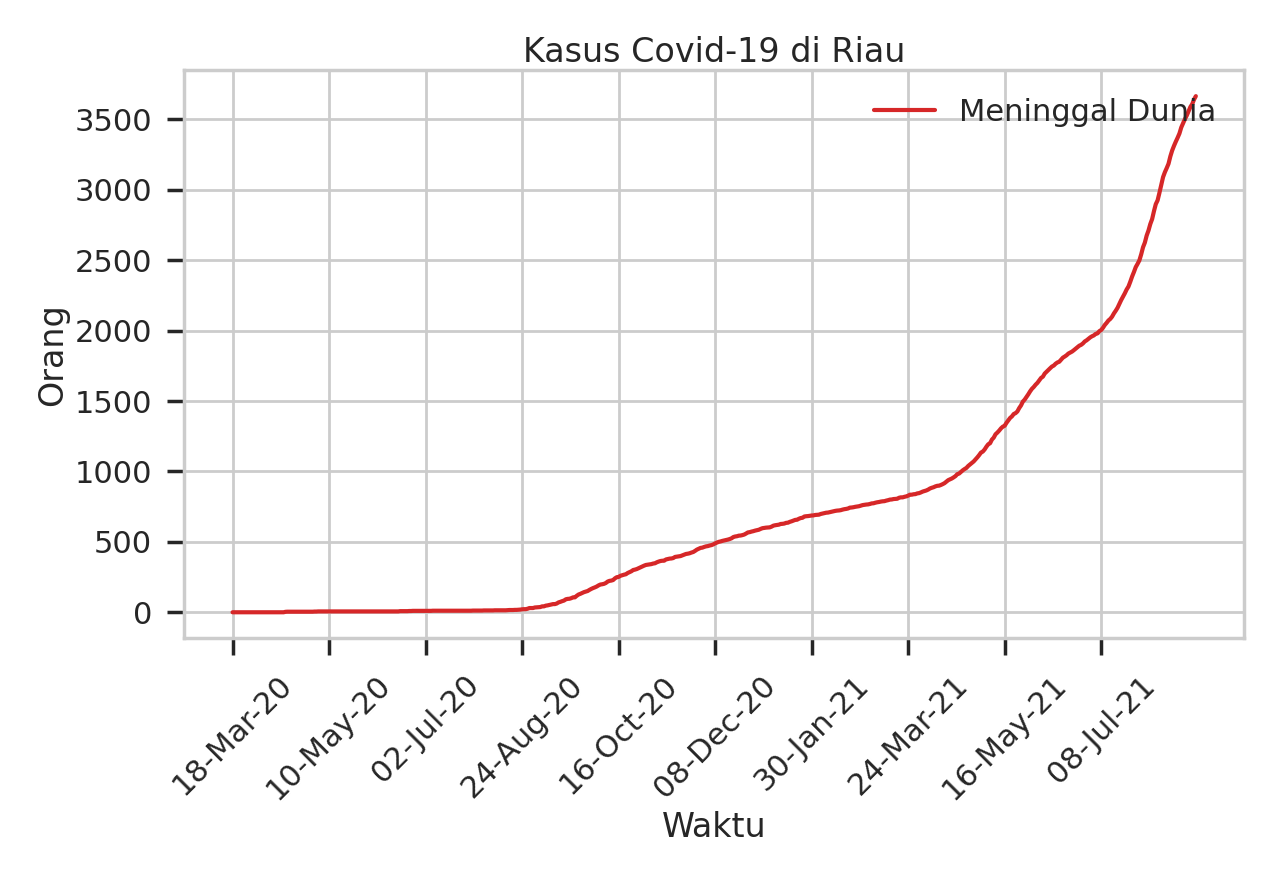 Kasus Covid-19 di Riau
Meninggal Dunia
3500
3000
2500
2000
1500
1000
500
0
Orang
18-Mar-20
10-May-20
02-Jul-20
24-Aug-20
16-Oct-20
08-Dec-20
30-Jan-21
24-Mar-21
16-May-21
08-Jul-21
Waktu